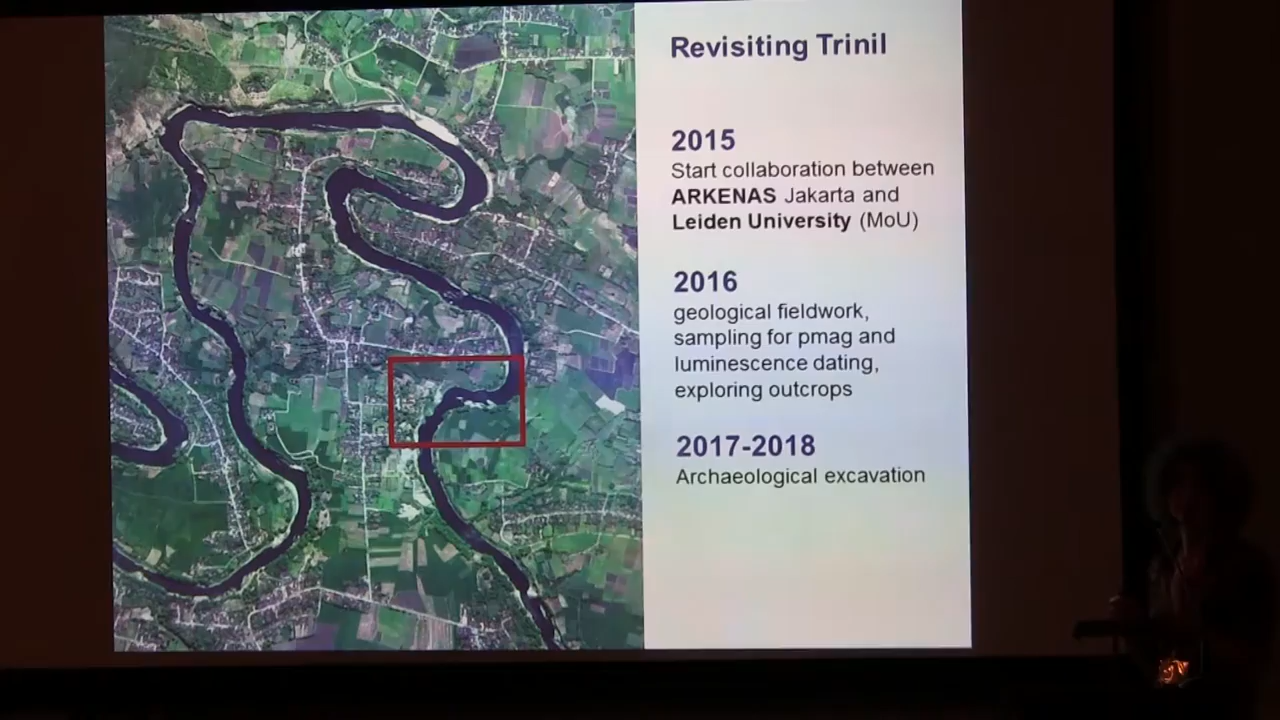 Revisiting Trinil
2015
Start collaboration between
ARKENAS Jakarta and
Leiden University (MoU)
2016
geological fieldwork,
sampling for pmag and
luminescence dating,
exploring outcrops
2017-2018
Archaeological excavation